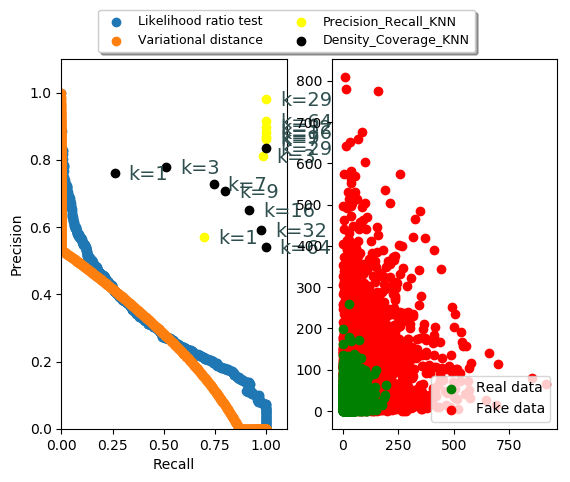 Likelihood ratio test
Variational distance
Precision_Recall_KNN
Density_Coverage_KNN
Precision
1.0
0.8
0.6
0.4
0.2
0.0
0.00
0.25
0.50
0.75
1.00
Recall
k=29
k=64
k=29
k=3
k=1
k=3
k=7
k=9
k=16
k=32
k=64
k=1
800
700
600
500
400
300
200
100
0
0
250
500
750
Real data
Fake data